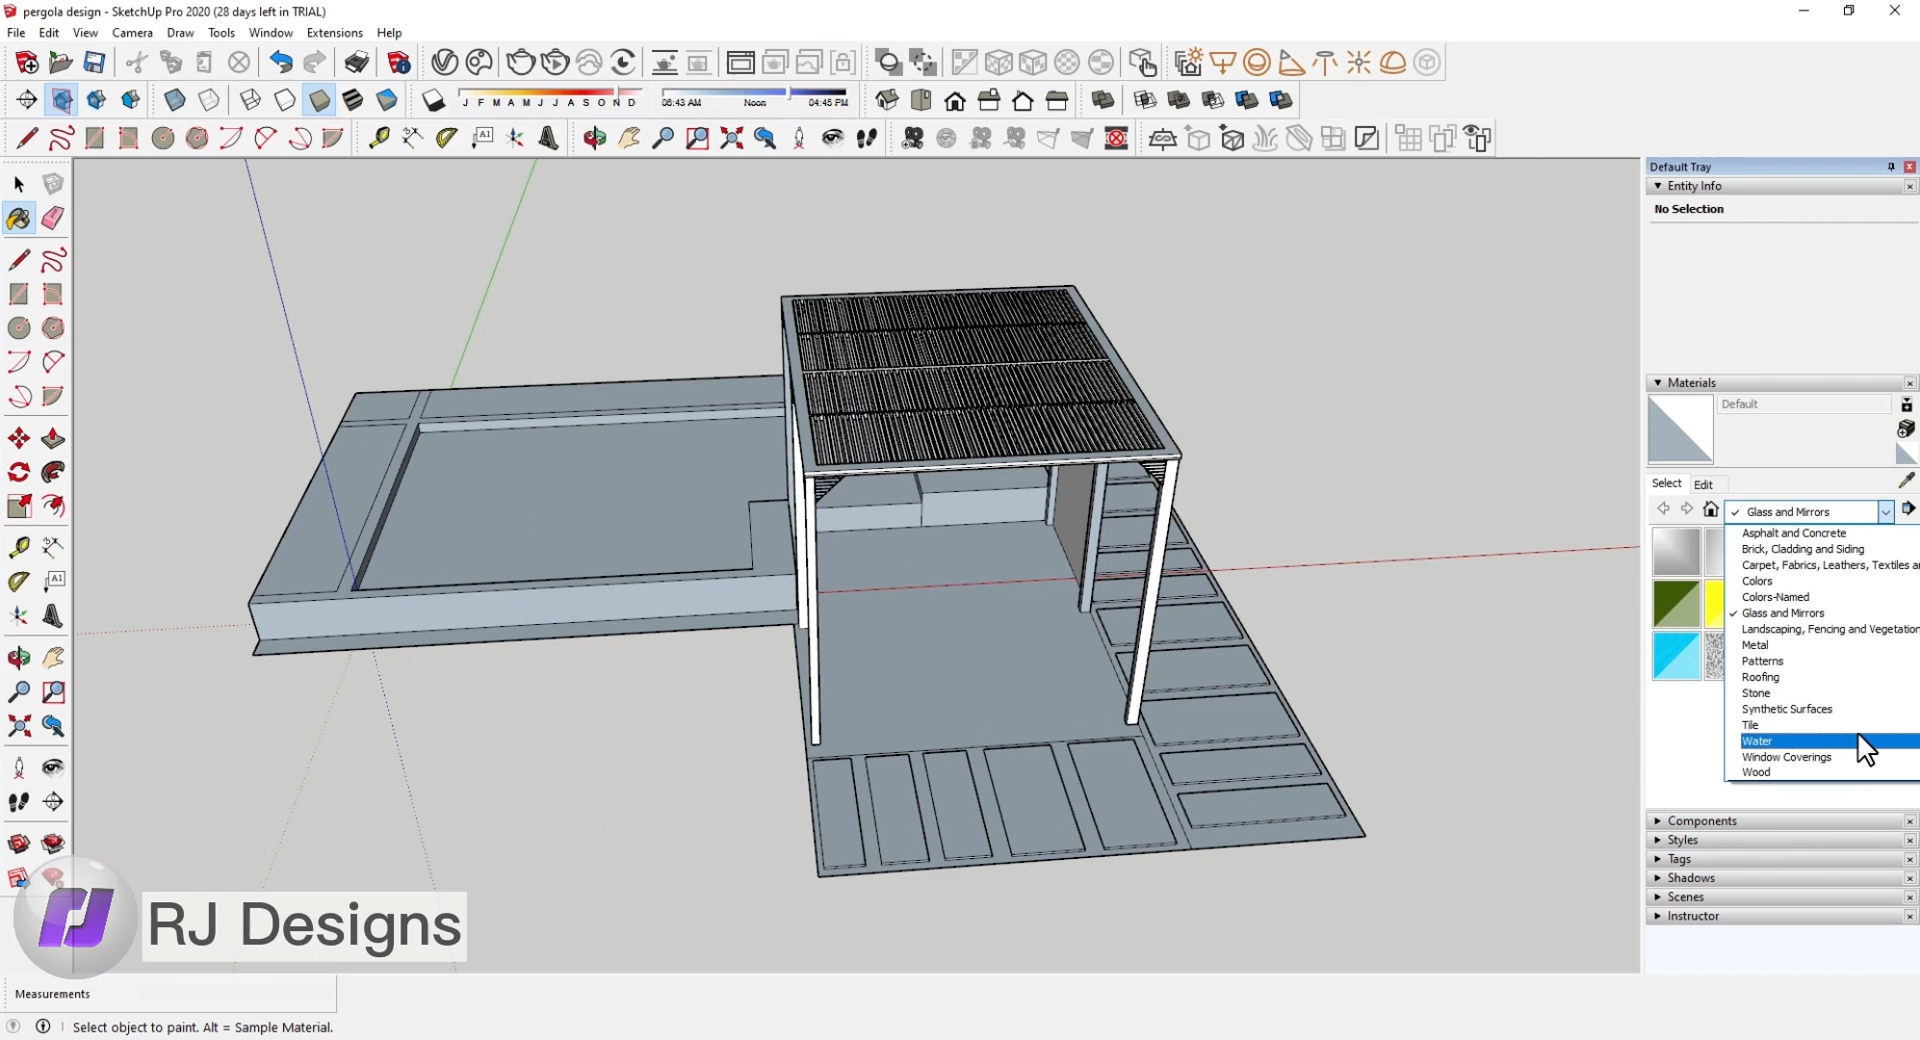 pergola design - SketchUp Pro 2020 (28 days left in TRIAL)
File Edit View Camera Draw Tools Window Extensions Help
J F M A M J J A S O N D
06:43 AM Noon 04:45 PM
A1
Default Tray
Entity Info
No Selection
Materials
Default
Select Edit
Glass and Mirrors
Asphalt and Concrete
Brick, Cladding and Siding
Carpet, Fabrics, Leathers, Textiles a
Colors
Colors-Named
Glass and Mirrors
Landscaping, Fencing and Vegetation
Metal
Patterns
Roofing
Stone
Synthetic Surfaces
Tile
Water
Window Coverings
Wood
A1
Components
Styles
Tags
Shadows
Scenes
Instructor
RJ Designs
Measurements
Select object to paint. Alt = Sample Material.